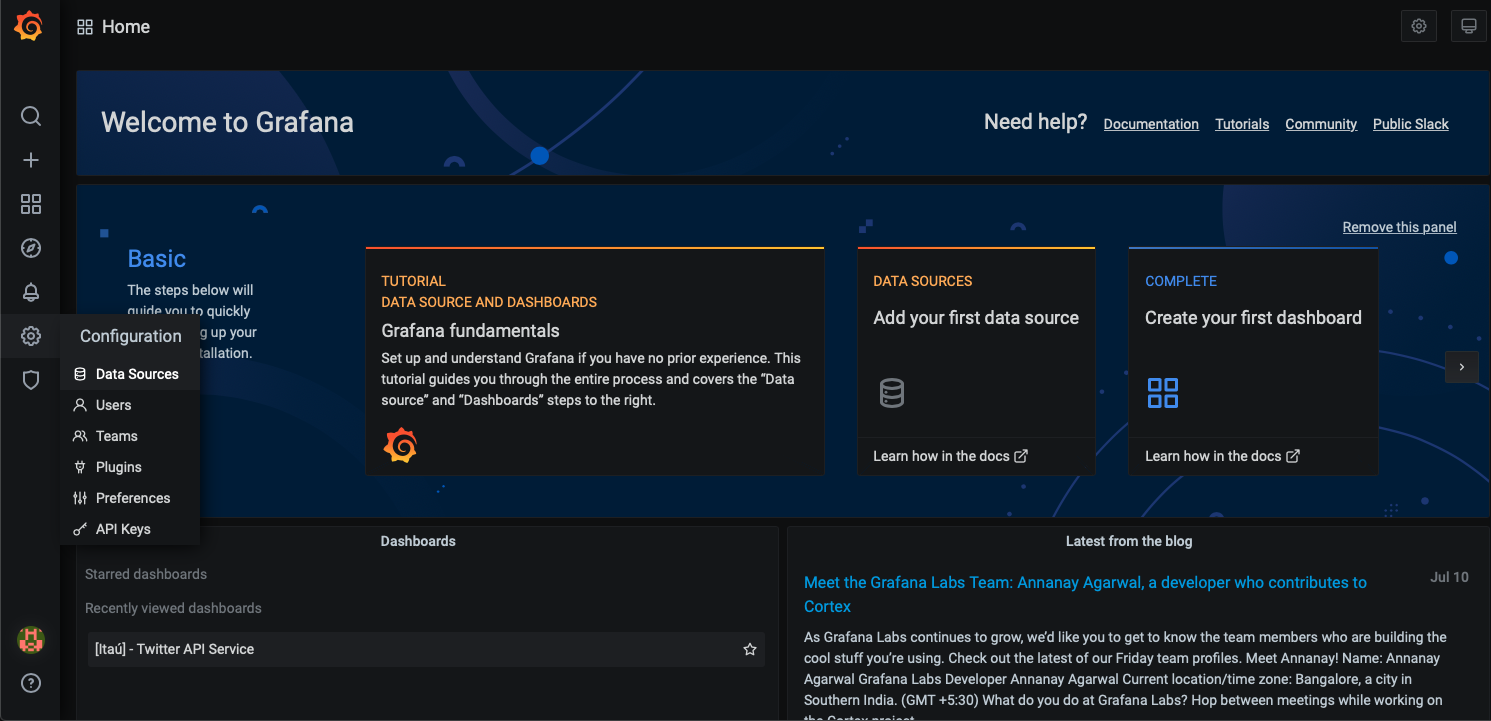 Home
Welcome to Grafana
Need help?
Documentation
Tutorials
Community
Public Slack
Remove this panel
Basic
The steps below will
guide you to quickly
g up your
tallation.
Configuration
Data Sources
Users
Teams
Plugins
Preferences
API Keys
TUTORIAL
DATA SOURCE AND DASHBOARDS
Grafana fundamentals
Set up and understand Grafana if you have no prior experience. This
tutorial guides you through the entire process and covers the “Data
source” and “Dashboards” steps to the right.
DATA SOURCES
Add your first data source
Learn how in the docs
COMPLETE
Create your first dashboard
Learn how in the docs
Dashboards
Starred dashboards
Recently viewed dashboards
[Itaú] - Twitter API Service
Latest from the blog
Meet the Grafana Labs Team: Annanay Agarwal, a developer who contributes to
Cortex
Jul 10
As Grafana Labs continues to grow, we’d like you to get to know the team members who are building the
cool stuff you’re using. Check out the latest of our Friday team profiles. Meet Annanay! Name: Annanay
Agarwal Grafana Labs Developer Annanay Agarwal Current location/time zone: Bangalore, a city in
Southern India. (GMT +5:30) What do you do at Grafana Labs? Hop between meetings while working on
the Cortex project